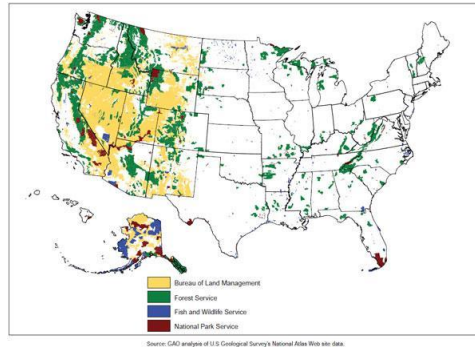 Bureau of Land Management
Forest Service
Fish and Wildlife Service
National Park Service
Source: GAO analysis of U.S Geological Survey's National Atlas Web site data.